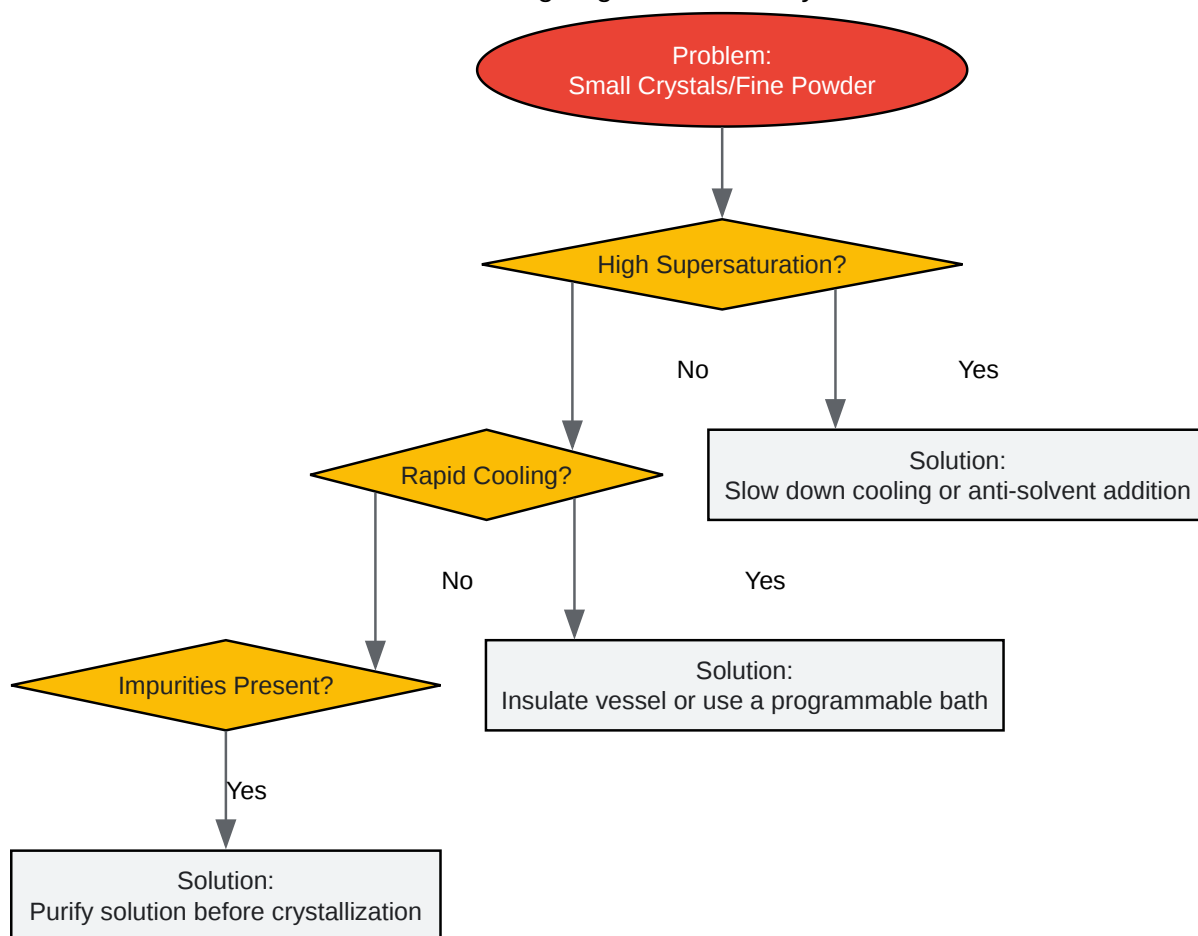 Problem:
Small Crystals/Fine Powder
High Supersaturation?
No
Yes
Rapid Cooling?
Solution:
Slow down cooling or anti-solvent addition
No
Yes
Impurities Present?
Solution:
Insulate vessel or use a programmable bath
Yes
Solution:
Purify solution before crystallization